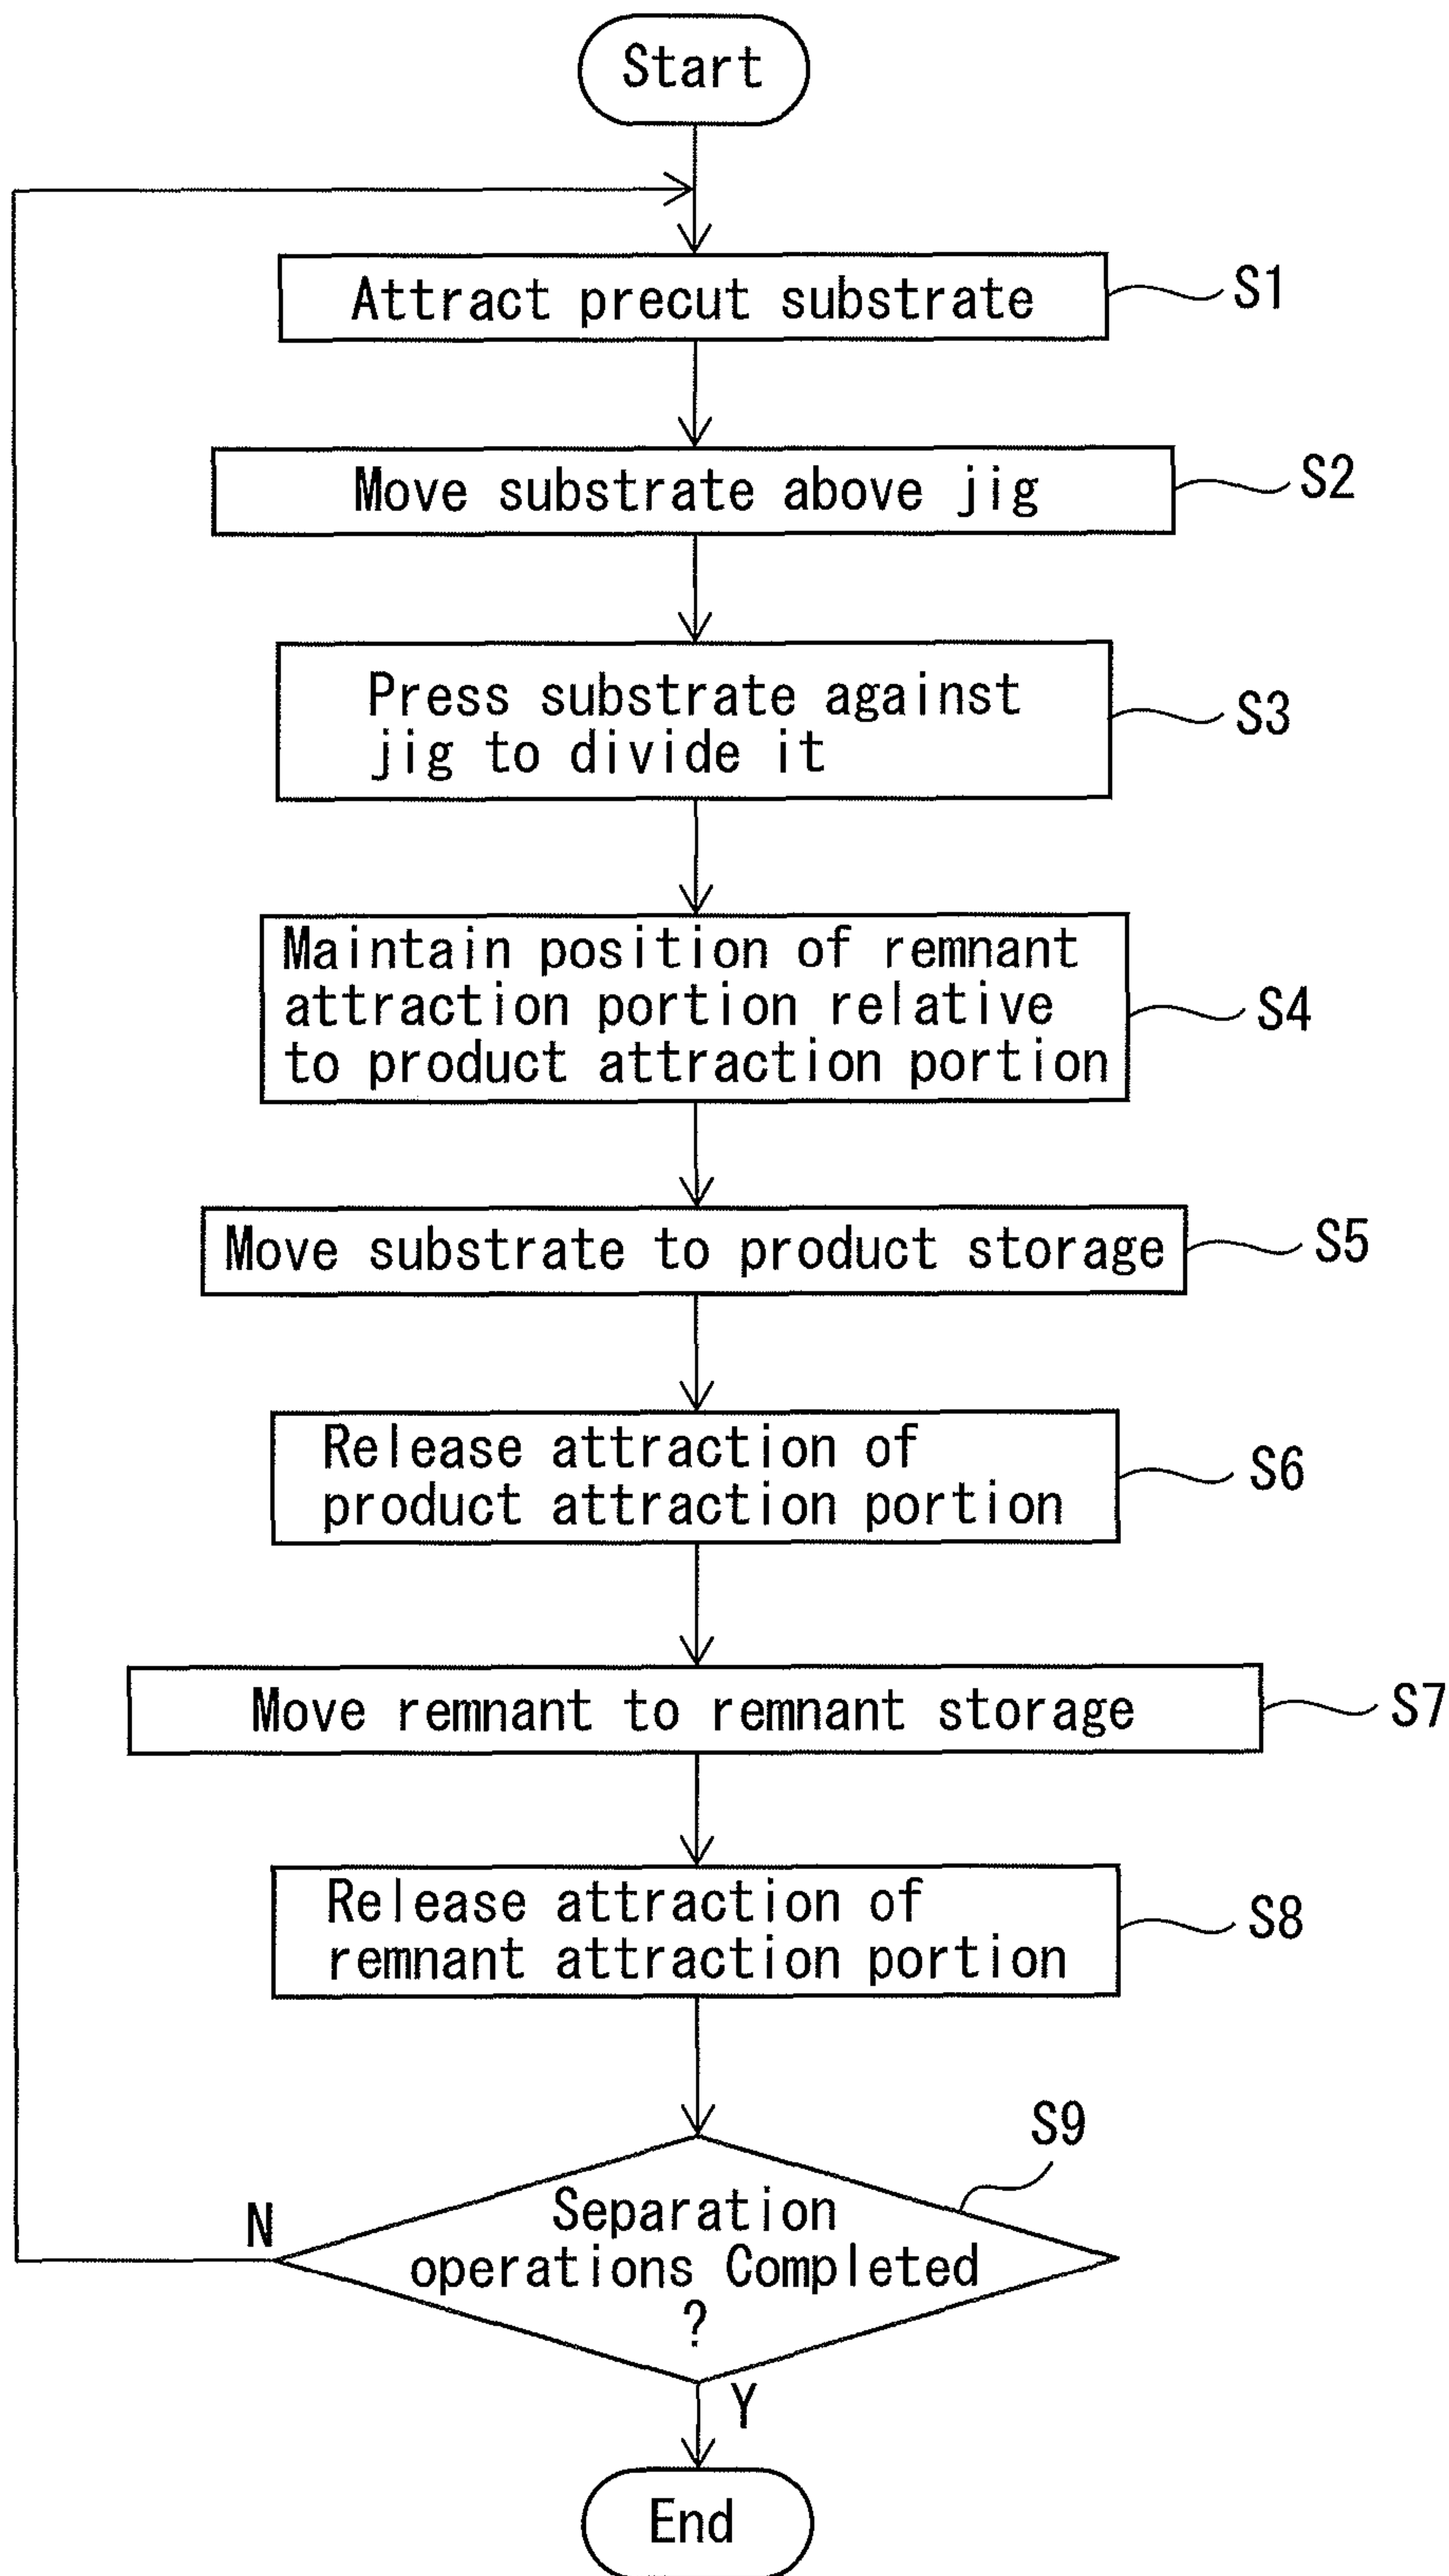 Start
Attract precut substrate
S1
Move substrate above jig
S2
Press substrate against
jig to divide it
S3
Maintain position of remnant
attraction portion relative
to product attraction portion
S4
Move substrate to product storage
S5
Release attraction of
product attraction portion
S6
Move remnant to remnant storage
S7
Release attraction of
remnant attraction portion
S8
S9
Separation
operations Completed
?
N
Y
End